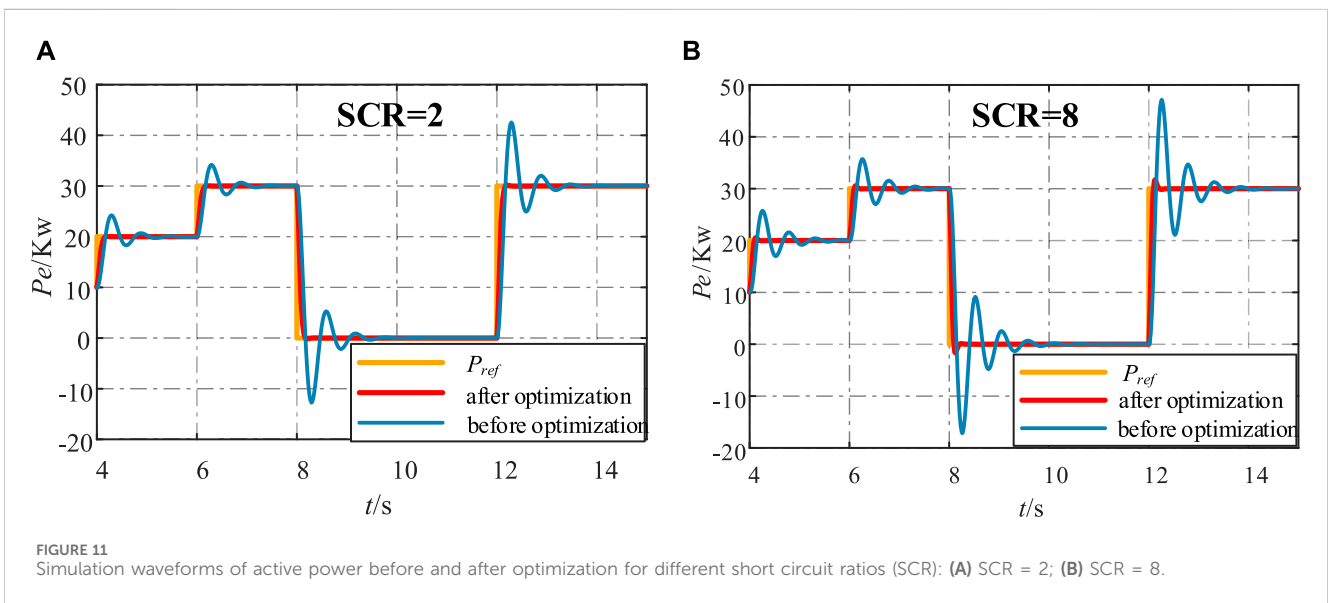 A
B
50
40
30
20
10
0
-10
-20
Pe/Kw
SCR=2
Pref
after optimization
before optimization
4
6
8
10
12
14
t/s
50
40
30
20
10
0
-10
-20
Pe/Kw
SCR=8
Pref
after optimization
before optimization
4
6
8
10
12
14
t/s
FIGURE 11
Simulation waveforms of active power before and after optimization for different short circuit ratios (SCR): (A) SCR = 2; (B) SCR = 8.